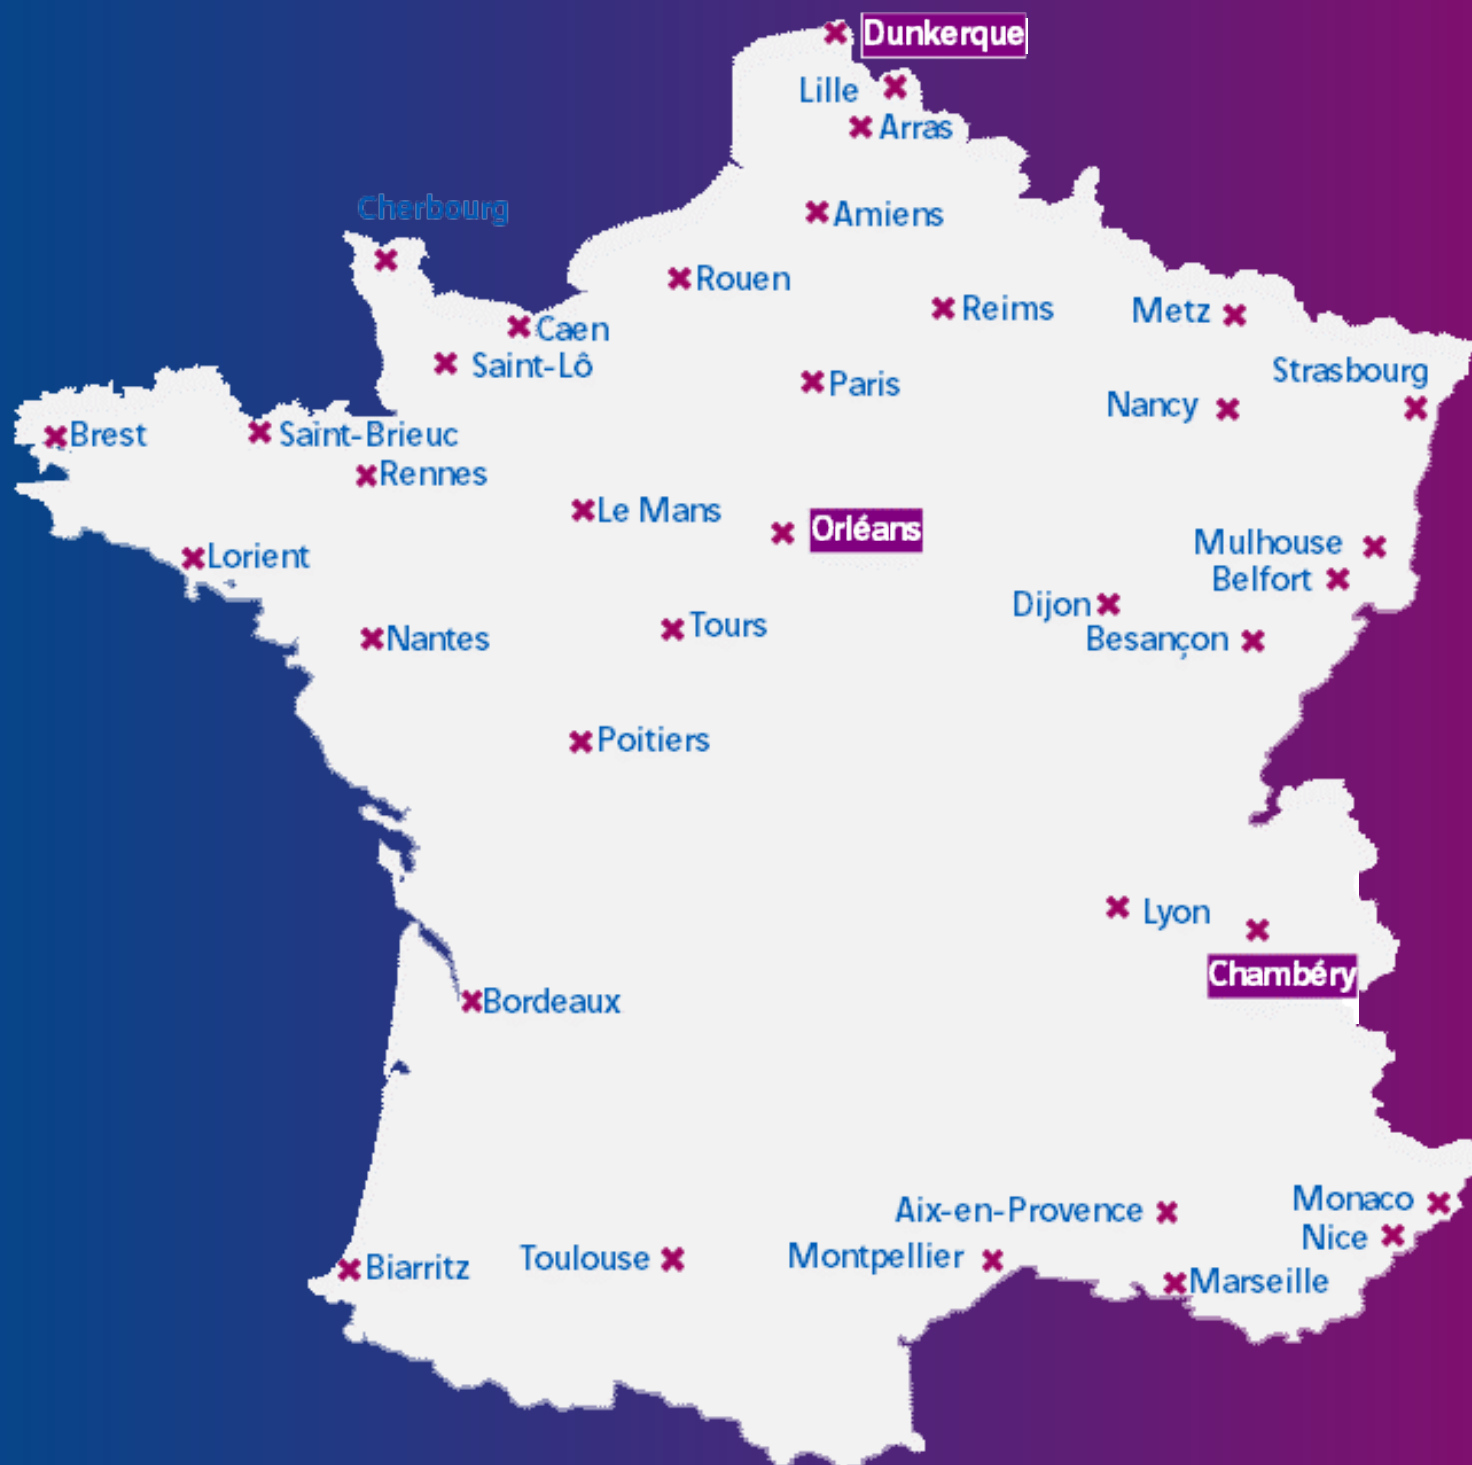 Dunkerque
Lille
Arras
Cherbourg
Amiens
Rouen
Reims
Metz
Caen
Saint-Lô
Strasbourg
Paris
Nancy
Brest
Saint-Brieuc
Rennes
Le Mans
Orléans
Mulhouse
Lorient
Belfort
Dijon
Tours
Nantes
Besançon
Poitiers
Lyon
Chambéry
Bordeaux
Monaco
Aix-en-Provence
Nice
Montpellier
Toulouse
Biarritz
Marseille